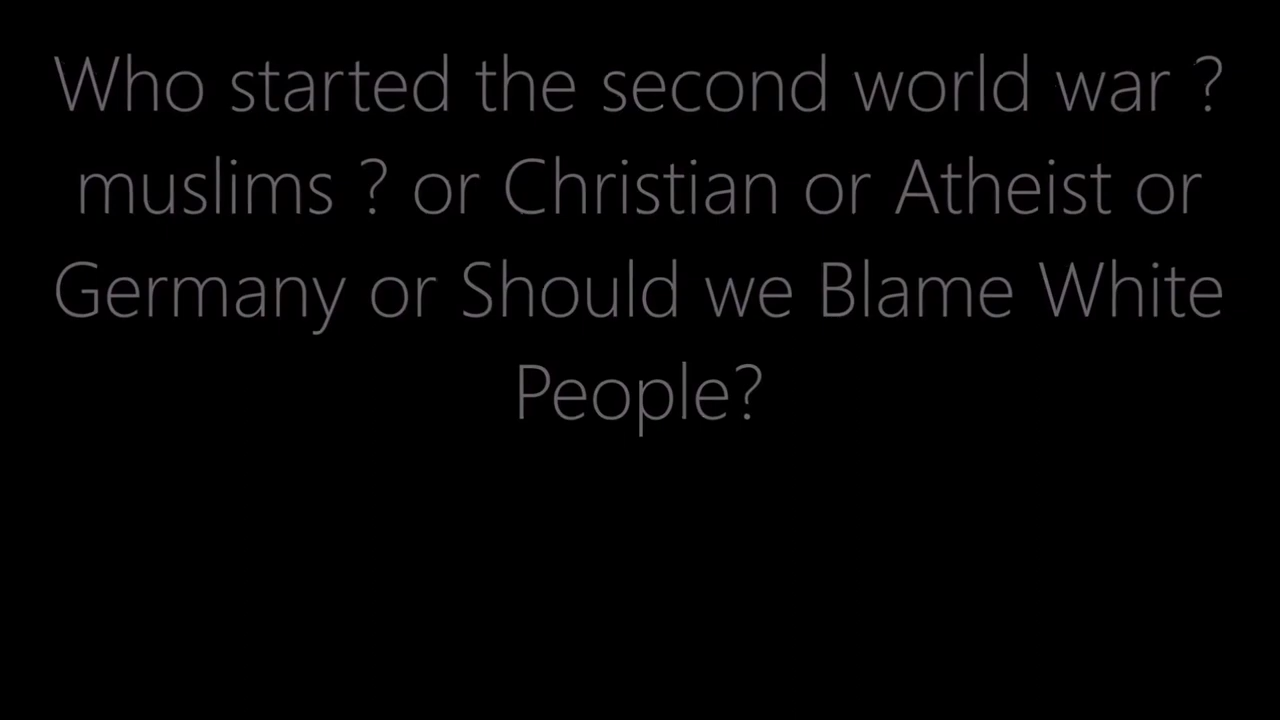 Who started the second world war ?
muslims ? or Christian or Atheist or
Germany or Should we Blame White
People?